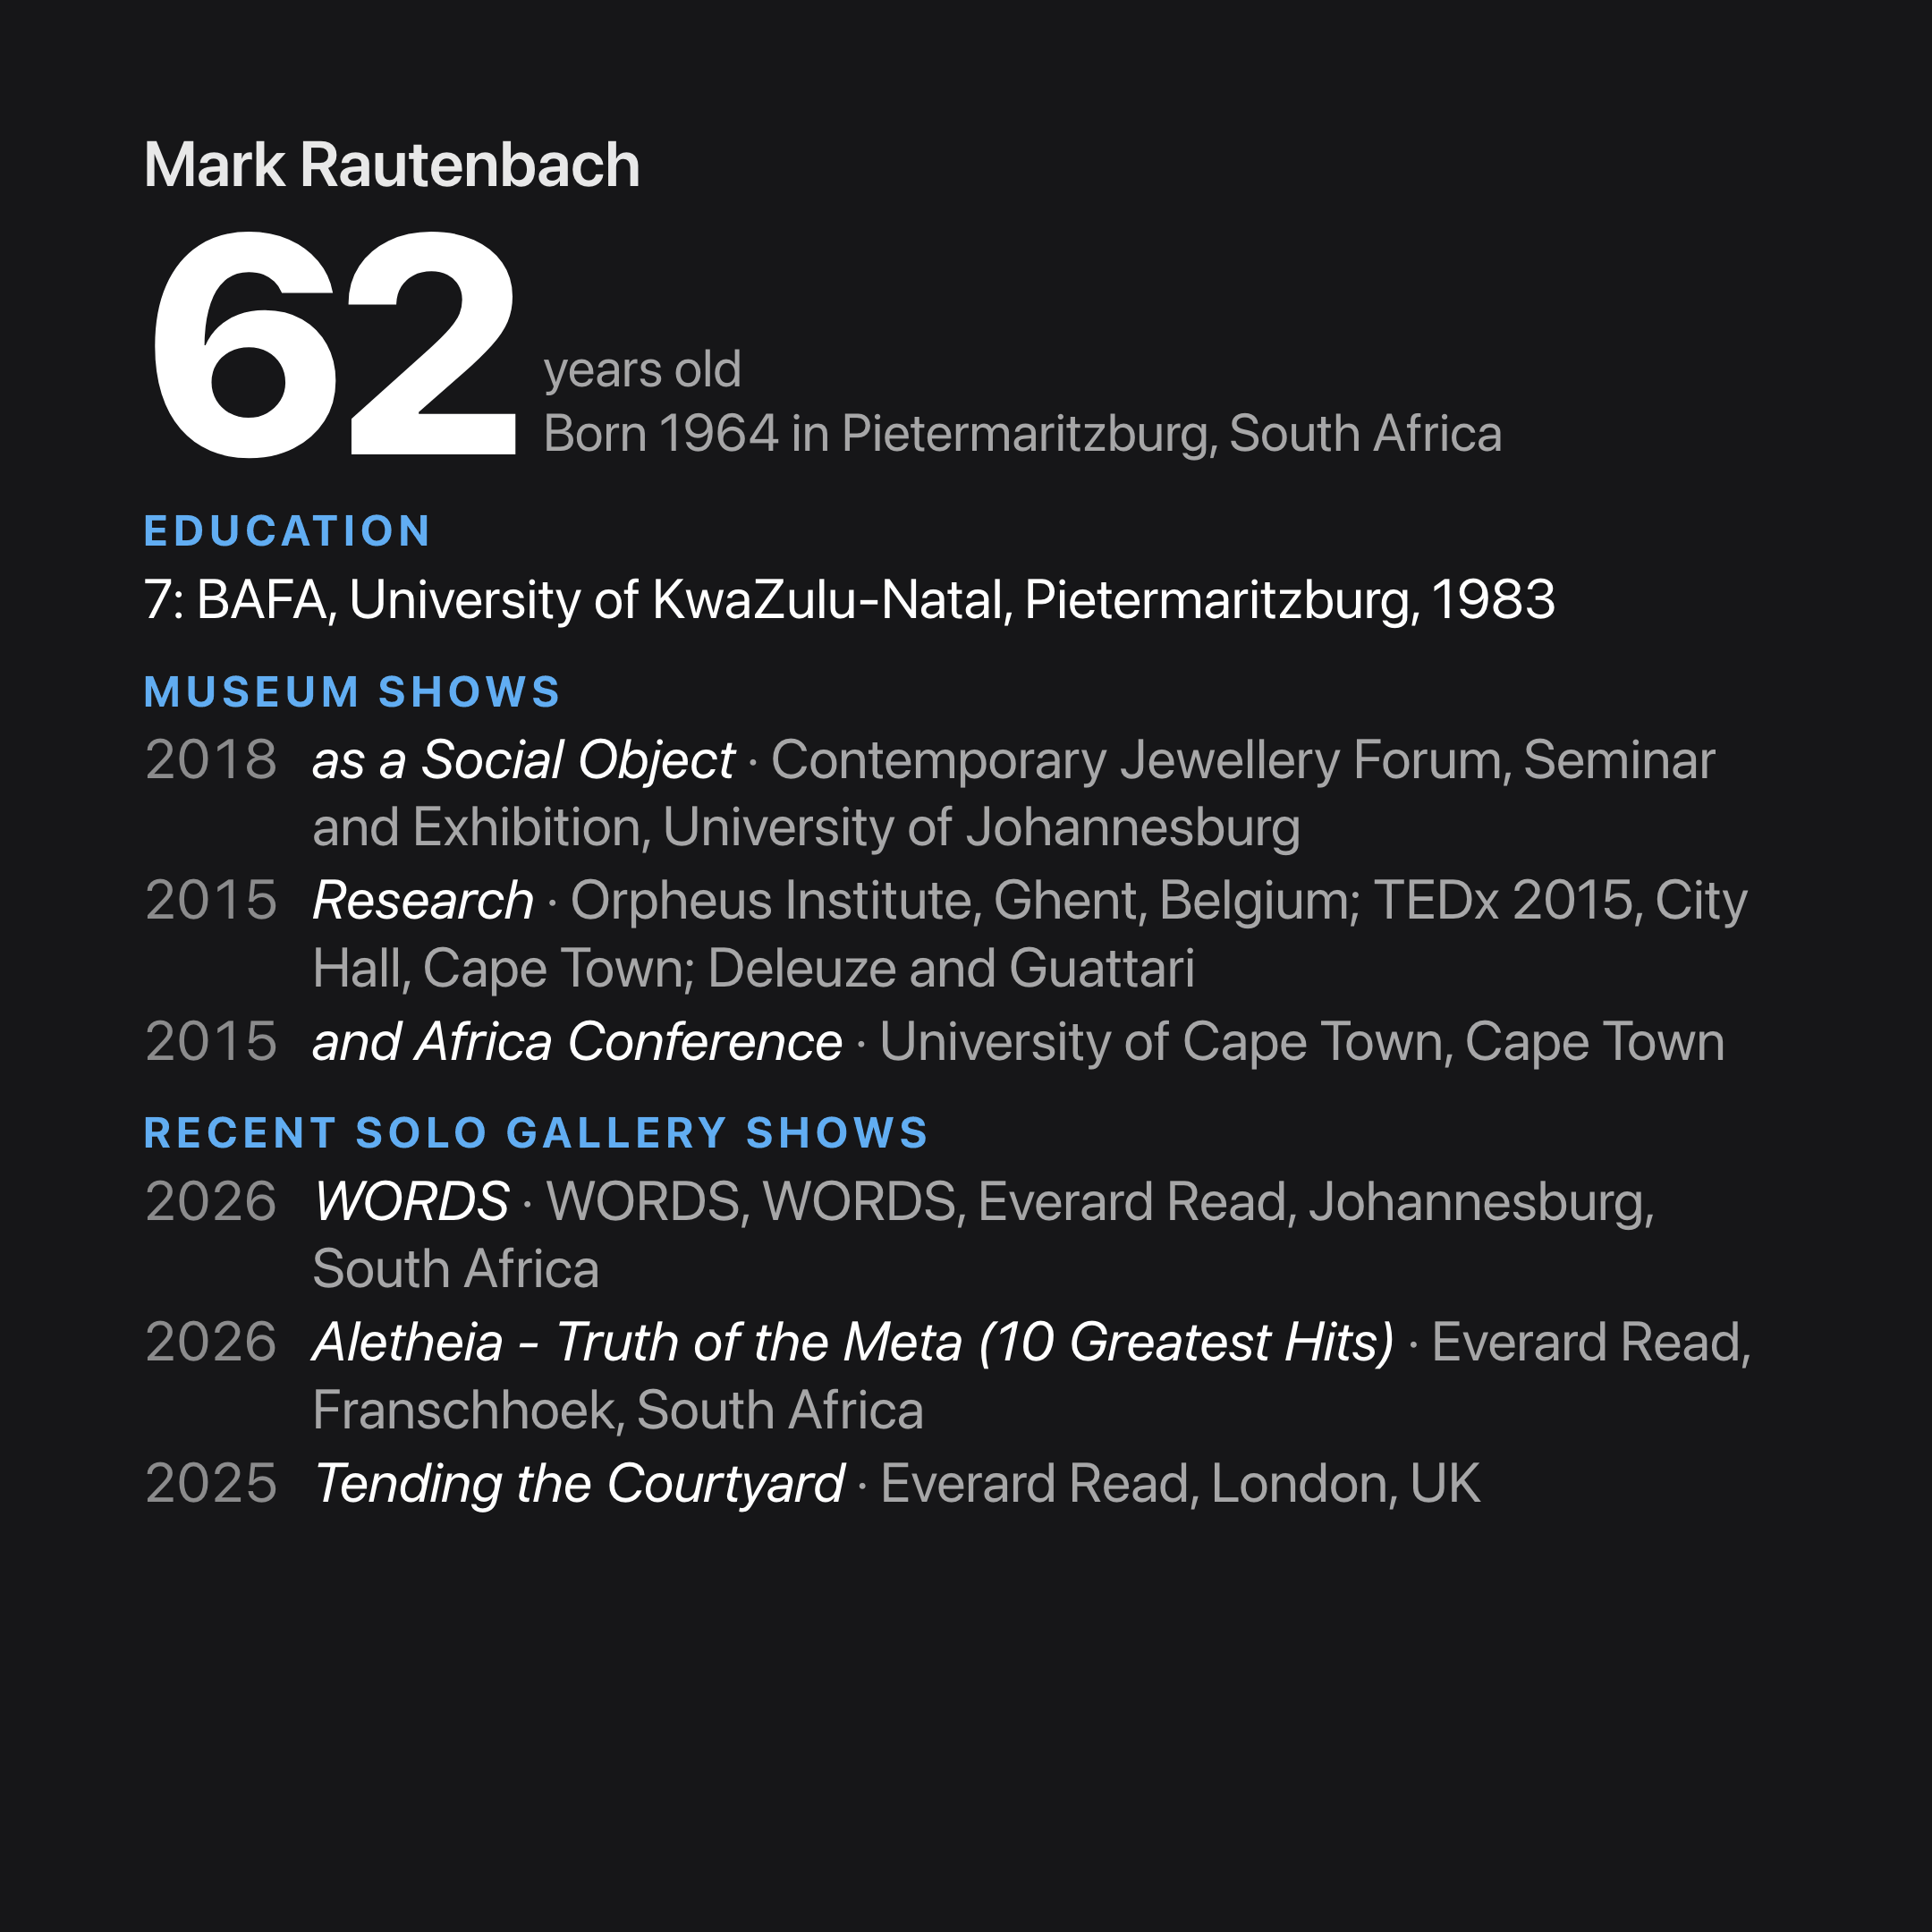 Mark Rautenbach
62
years old
Born 1964 in Pietermaritzburg, South Africa
EDUCATION
7: BAFA, University of KwaZulu-Natal, Pietermaritzburg, 1983
MUSEUM SHOWS
2018 as a Social Object · Contemporary Jewellery Forum, Seminar
and Exhibition, University of Johannesburg
2015 Research · Orpheus Institute, Ghent, Belgium; TEDx 2015, City
Hall, Cape Town; Deleuze and Guattari
2015 and Africa Conference · University of Cape Town, Cape Town
RECENT SOLO GALLERY SHOWS
2026 WORDS · WORDS, WORDS, Everard Read, Johannesburg,
South Africa
2026 Aletheia - Truth of the Meta (10 Greatest Hits) · Everard Read,
Franschhoek, South Africa
2025 Tending the Courtyard · Everard Read, London, UK